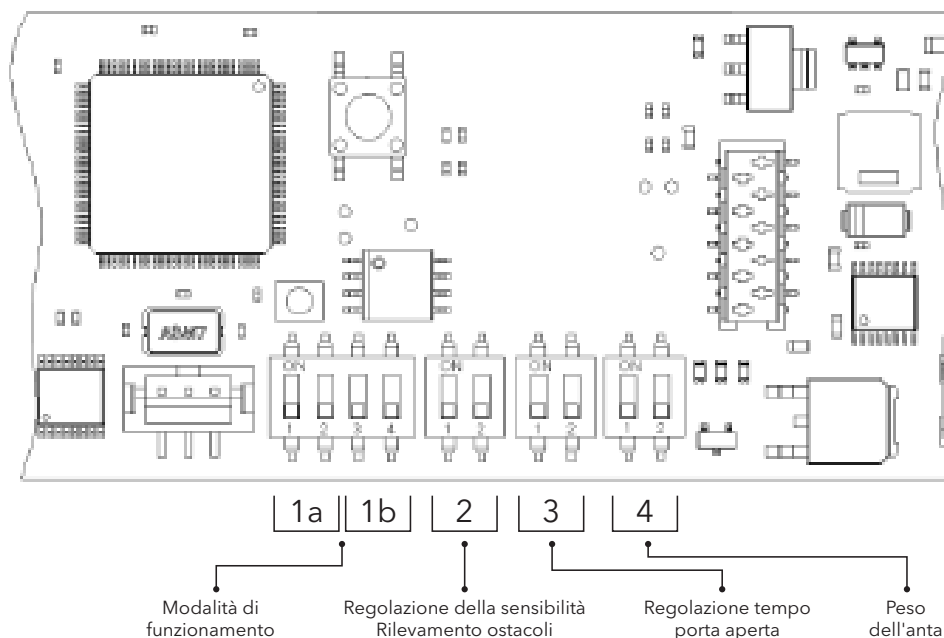 ON ON ON ON
1 2 3 4 1 2 1 2 1 2
1a 1b 2 3 4
Modalità di funzionamento
Regolazione della sensibilità Rilevamento ostacoli
Regolazione tempo porta aperta
Peso dell'anta